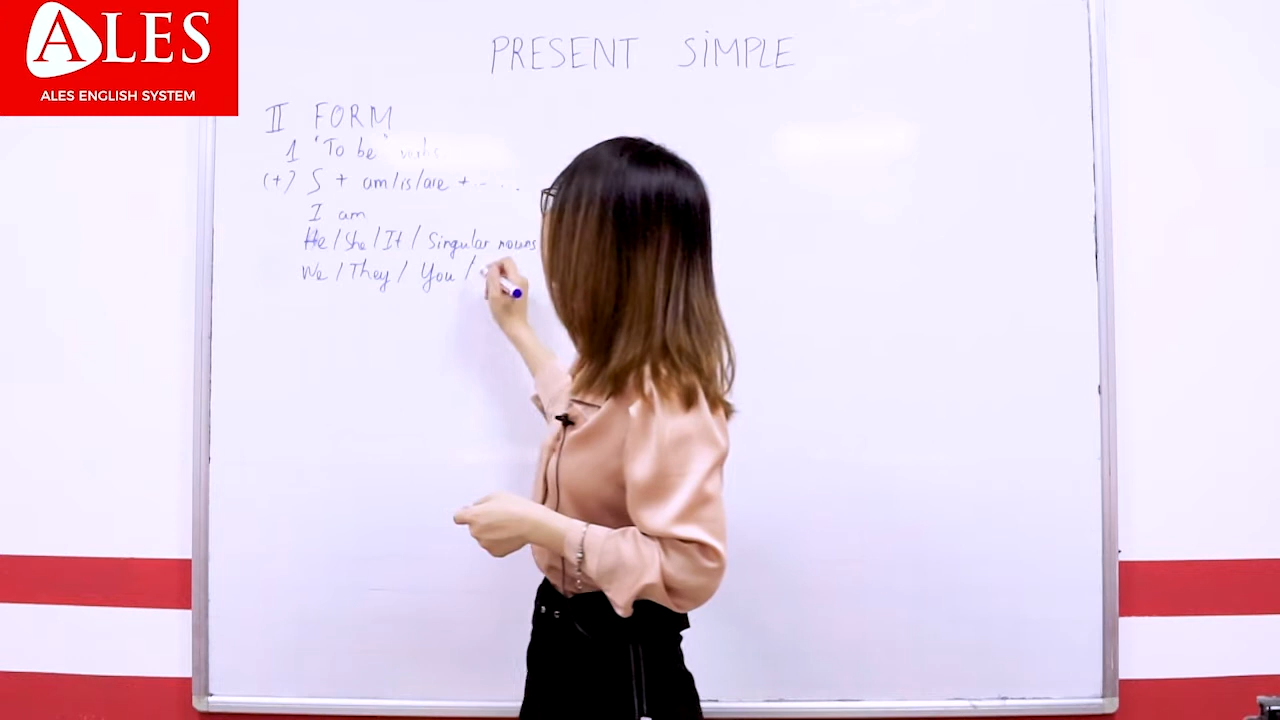 ALES
ALES ENGLISH SYSTEM
PRESENT SIMPLE
II FORM
1 "To be" verbs
(+) S + am/is/are + .....
I am
He / She / It / Singular nouns
We / They / You /